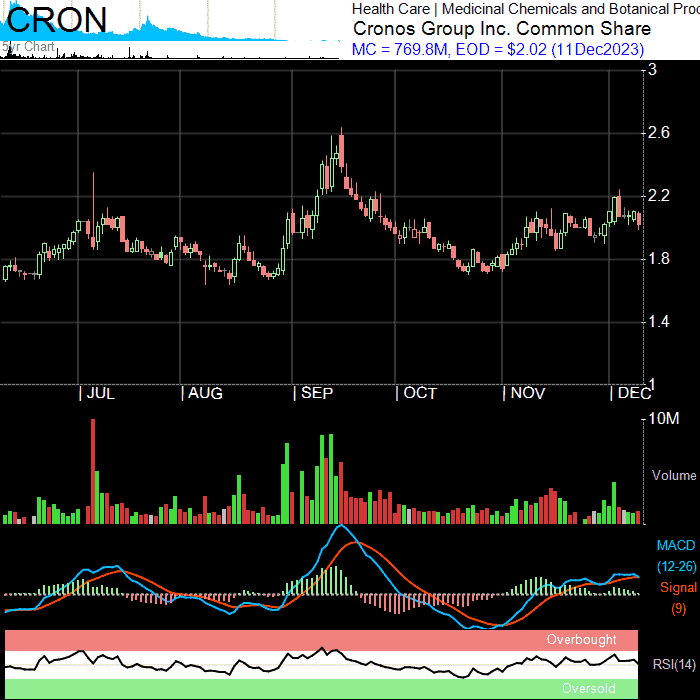 CRON
5yr Chart
Health Care | Medicinal Chemicals and Botanical Proc
Cronos Group Inc. Common Share
MC = 769.8M, EOD = $2.02 (11Dec2023)
3
2.6
2.2
1.8
1.4
1
JUL AUG SEP OCT NOV DEC
10M
Volume
MACD
(12-26)
Signal
(9)
Overbought
RSI(14)
Oversold